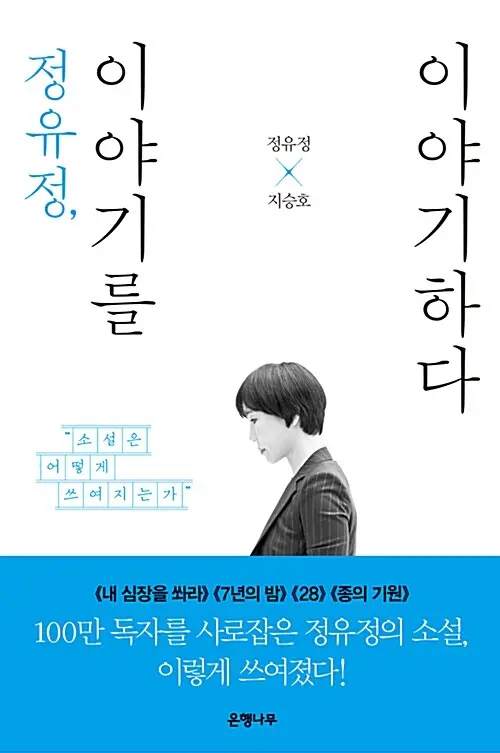 정유정,
이야기를
이야기하다
정유정
×
지승호
"소설은
어떻게
쓰여지는가"
《내 심장을 쏴라》 《7년의 밤》 《28》 《종의 기원》
100만 독자를 사로잡은 정유정의 소설,
이렇게 쓰여졌다!
은행나무